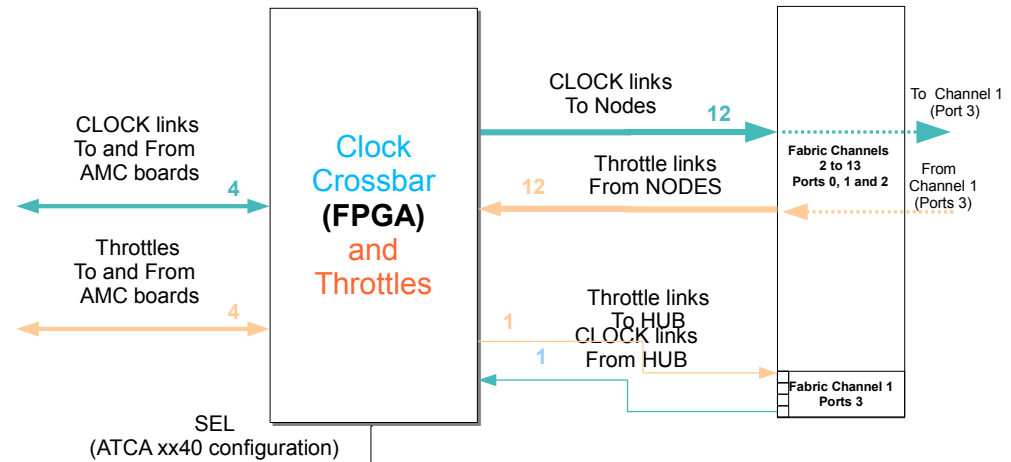 CLOCK links
To and From
AMC boards
4
Throttles
To and From
AMC boards
4
SEL
(ATCA xx40 configuration)
Clock
Crossbar
(FPGA)
and
Throttles
CLOCK links
To Nodes
12
Throttle links
From NODES
12
Throttle links
To HUB
1
CLOCK links
From HUB
1
Fabric Channels
2 to 13
Ports 0, 1 and 2
Fabric Channel 1
Ports 3
To Channel 1
(Port 3)
From
Channel 1
(Ports 3)